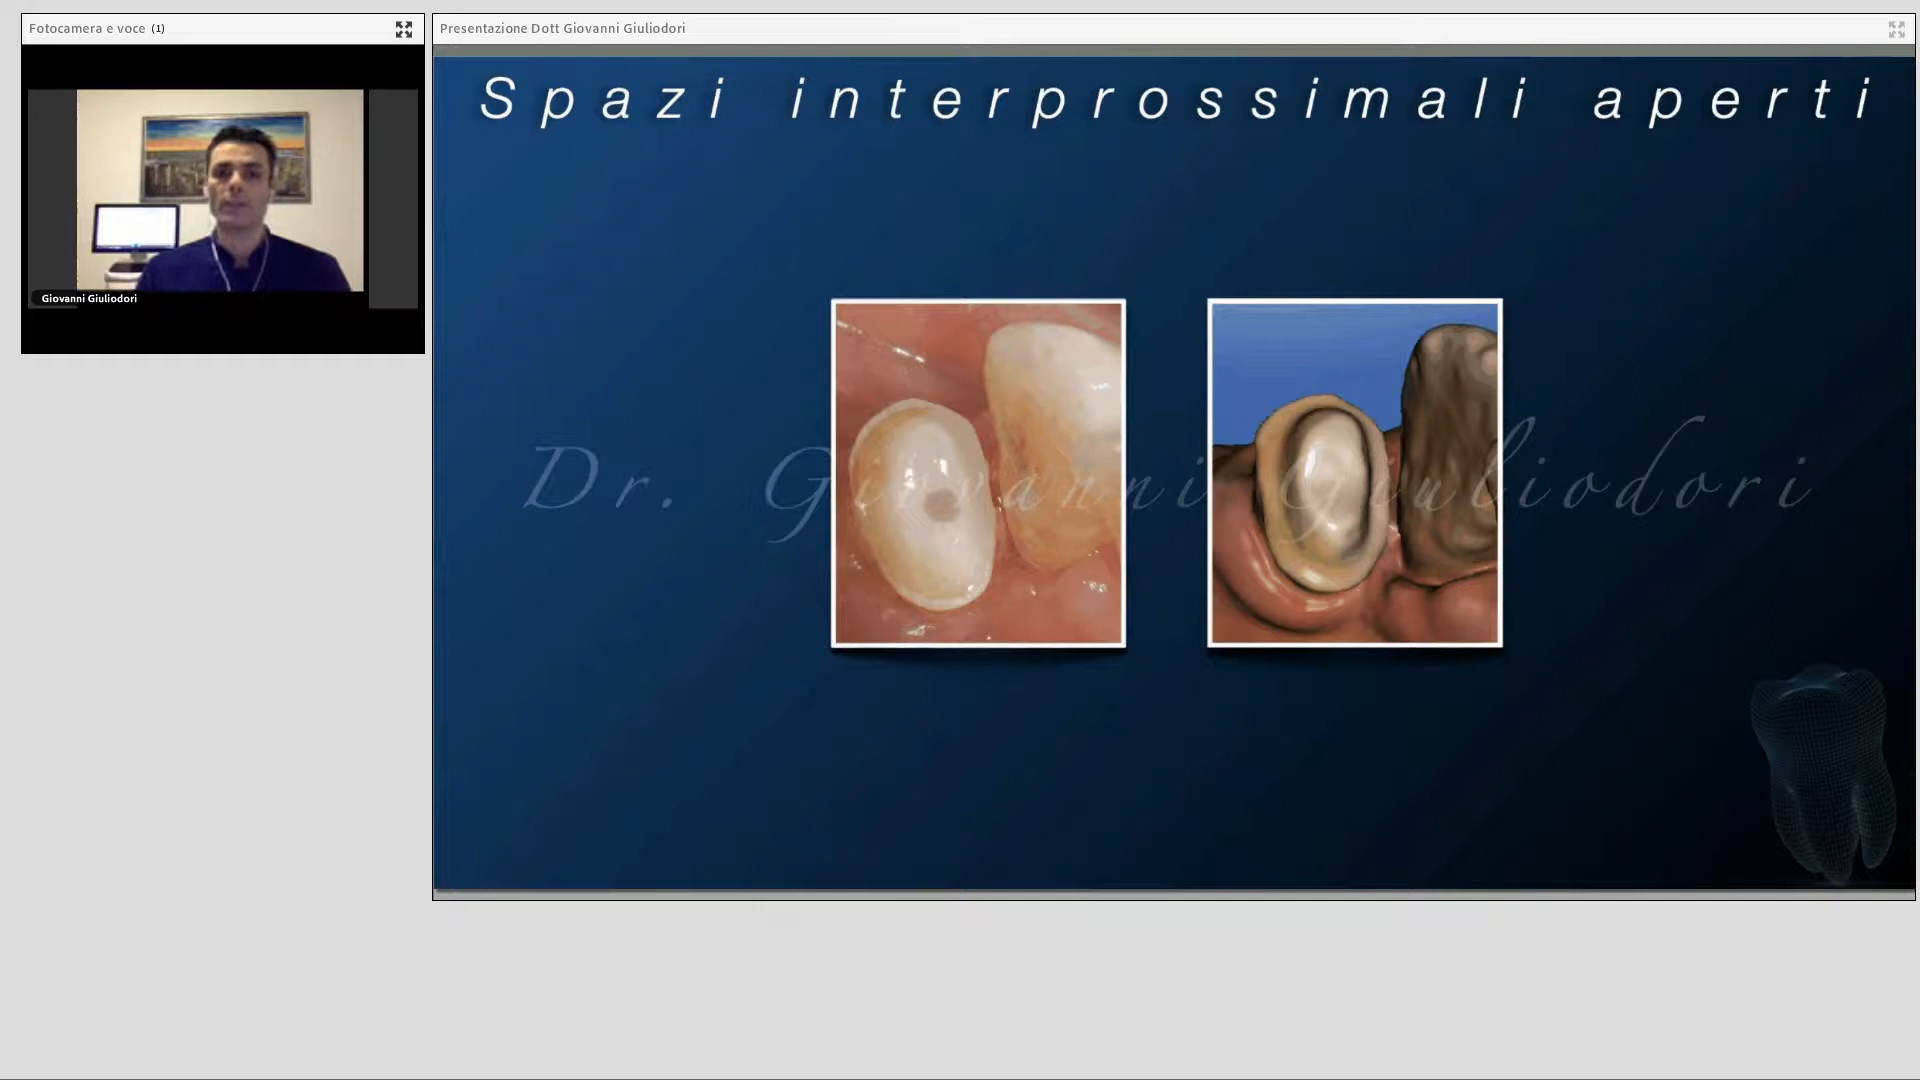 Fotocamera e voce (1)
Giovanni Giuliodori
Presentazione Dott Giovanni Giuliodori
Spazi interprossimali aperti
Dr. Giovanni Giuliodori